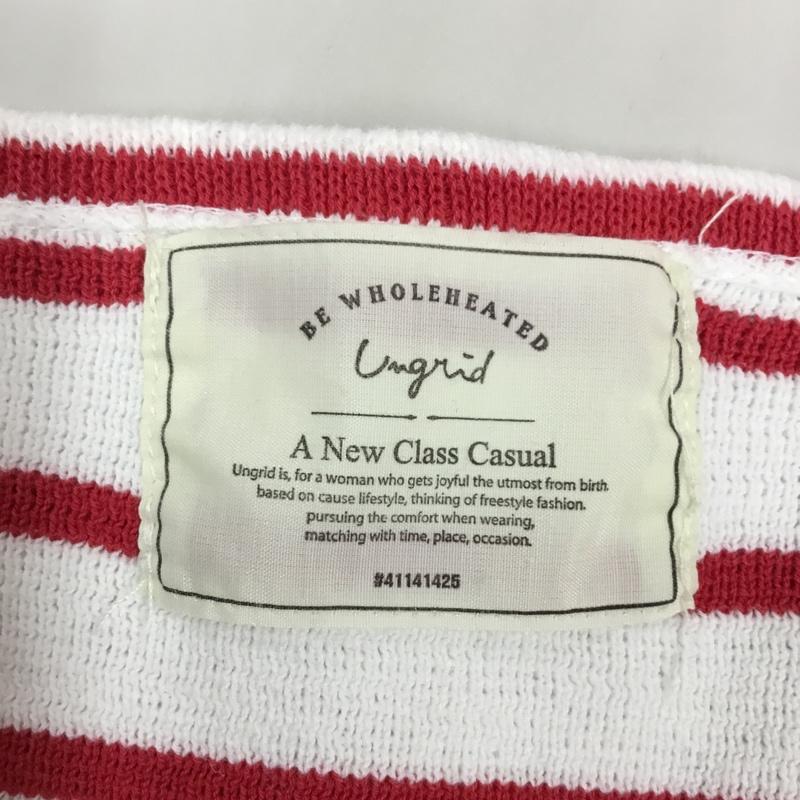 BE WHOLEHEATED
Ungrid
A New Class Casual
Ungrid is, for a woman who gets joyful the utmost from birth.
based on cause lifestyle, thinking of freestyle fashion.
pursuing the comfort when wearing,
matching with time, place, occasion.
#41141425